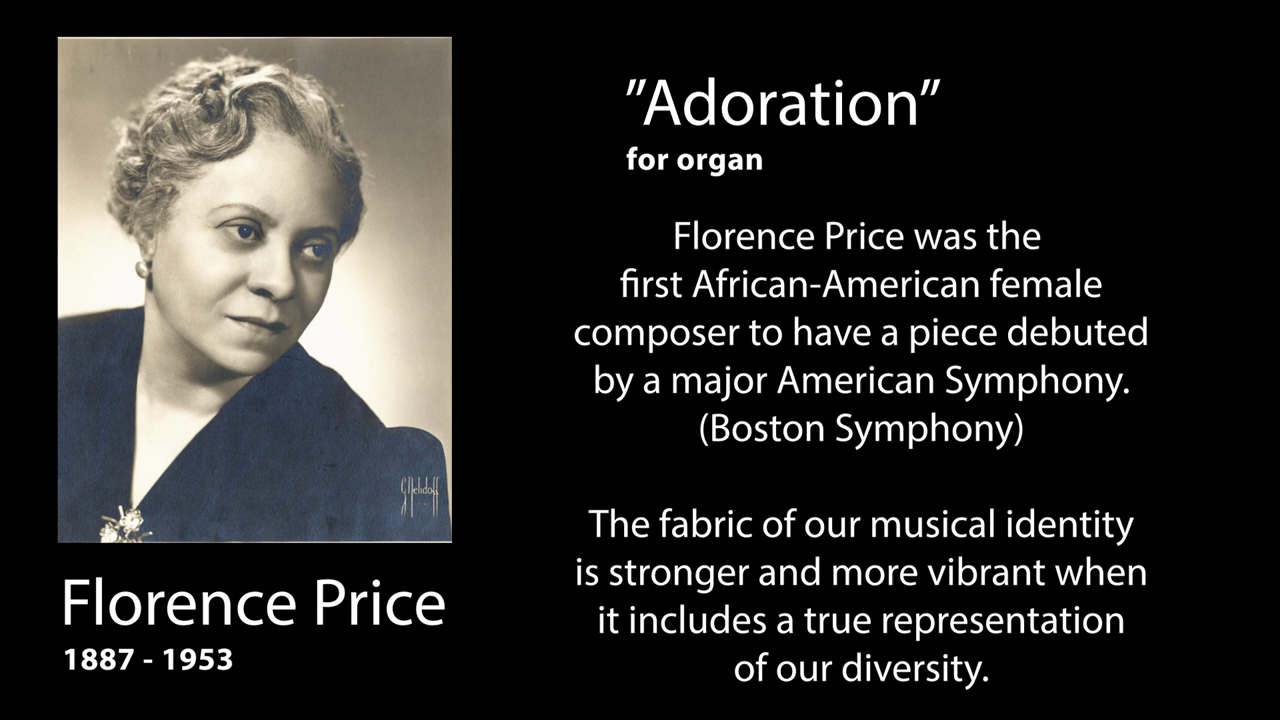 Florence Price
1887 - 1953
”Adoration”
for organ
Florence Price was the
first African-American female
composer to have a piece debuted
by a major American Symphony.
(Boston Symphony)
The fabric of our musical identity
is stronger and more vibrant when
it includes a true representation
of our diversity.